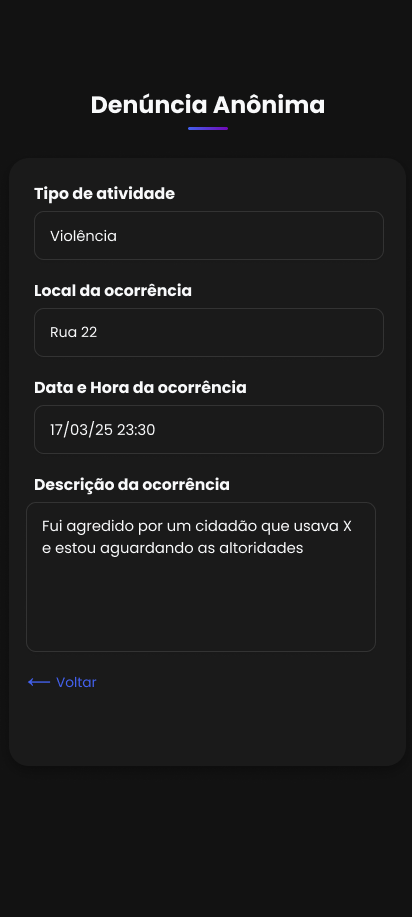 Denúncia Anônima
Tipo de atividade
Violência
Local da ocorrência
Rua 22
Data e Hora da ocorrência
17/03/25 23:30
Descrição da ocorrência
Fui agredido por um cidadão que usava X
e estou aguardando as altoridades
Voltar